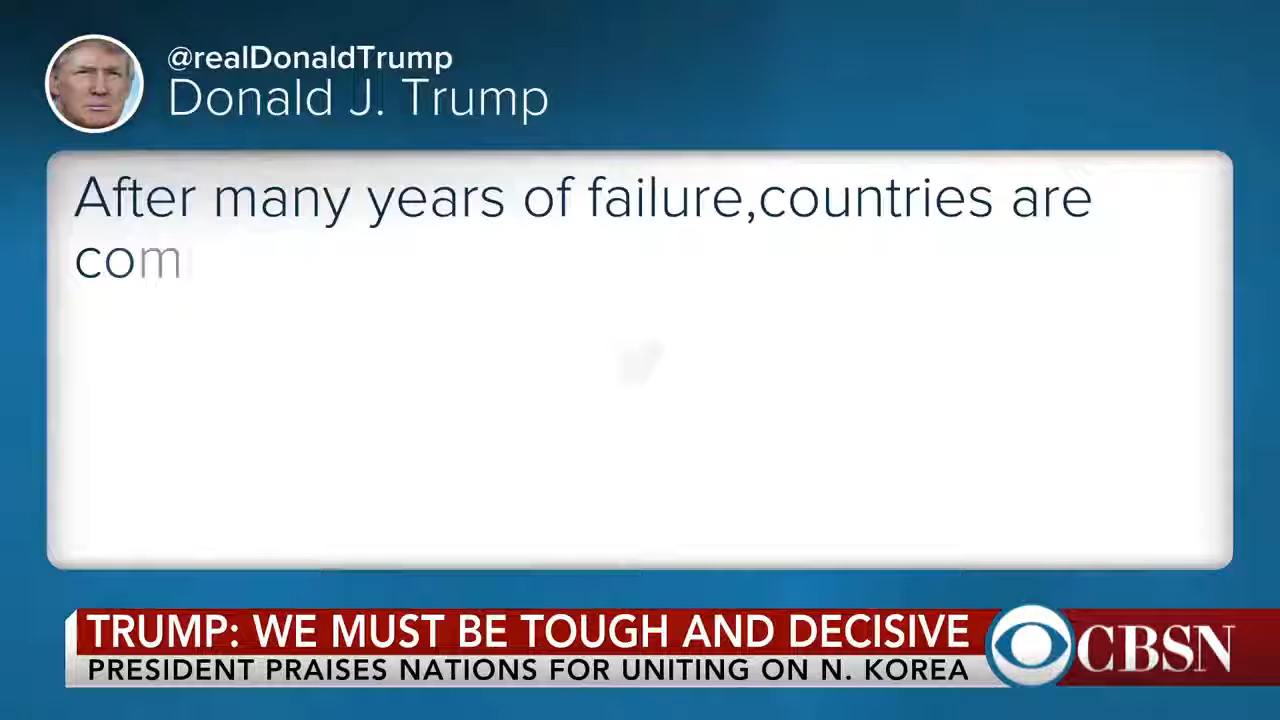 @realDonaldTrump
Donald J. Trump
After many years of failure,countries are
com
TRUMP: WE MUST BE TOUGH AND DECISIVE
PRESIDENT PRAISES NATIONS FOR UNITING ON N. KOREA
CBSN